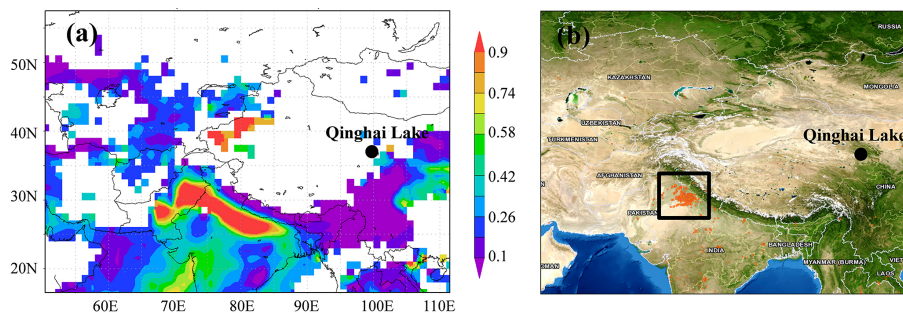 (a)
50N
40N
30N
20N
60E
70E
80E
90E
100E
110E
Qinghai Lake
0.9
0.74
0.58
0.42
0.26
0.1
(b)
RUSSIA
KAZAKHSTAN
MONGOLIA
UZBEKISTAN
TURKMENISTAN
Qinghai Lake
AFGHANISTAN
CHINA
PAKISTAN
INDIA
BANGLADESH
MYANMAR (BURMA)
VIET
LAOS
OMAN